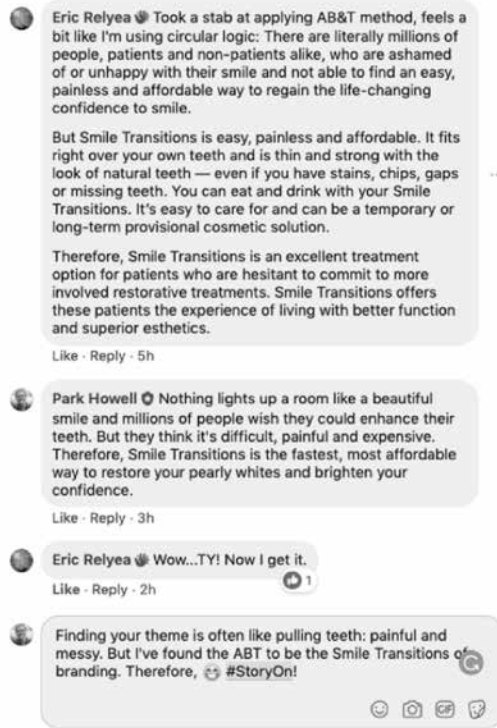 Eric Relyea Took a stab at applying AB&T method, feels a
bit like I'm using circular logic: There are literally millions of
people, patients and non-patients alike, who are ashamed
of or unhappy with their smile and not able to find an easy,
painless and affordable way to regain the life-changing
confidence to smile.
But Smile Transitions is easy, painless and affordable. It fits
right over your own teeth and is thin and strong with the
look of natural teeth — even if you have stains, chips, gaps
or missing teeth. You can eat and drink with your Smile
Transitions. It's easy to care for and can be a temporary or
long-term provisional cosmetic solution.
Therefore, Smile Transitions is an excellent treatment
option for patients who are hesitant to commit to more
involved restorative treatments. Smile Transitions offers
these patients the experience of living with better function
and superior esthetics.
Like · Reply · 5h
Park Howell Nothing lights up a room like a beautiful
smile and millions of people wish they could enhance their
teeth. But they think it's difficult, painful and expensive.
Therefore, Smile Transitions is the fastest, most affordable
way to restore your pearly whites and brighten your
confidence.
Like · Reply · 3h
Eric Relyea Wow...TY! Now I get it.
1
Like · Reply · 2h
Finding your theme is often like pulling teeth: painful and
messy. But I've found the ABT to be the Smile Transitions of
branding. Therefore, 😁 #StoryOn!
GIF